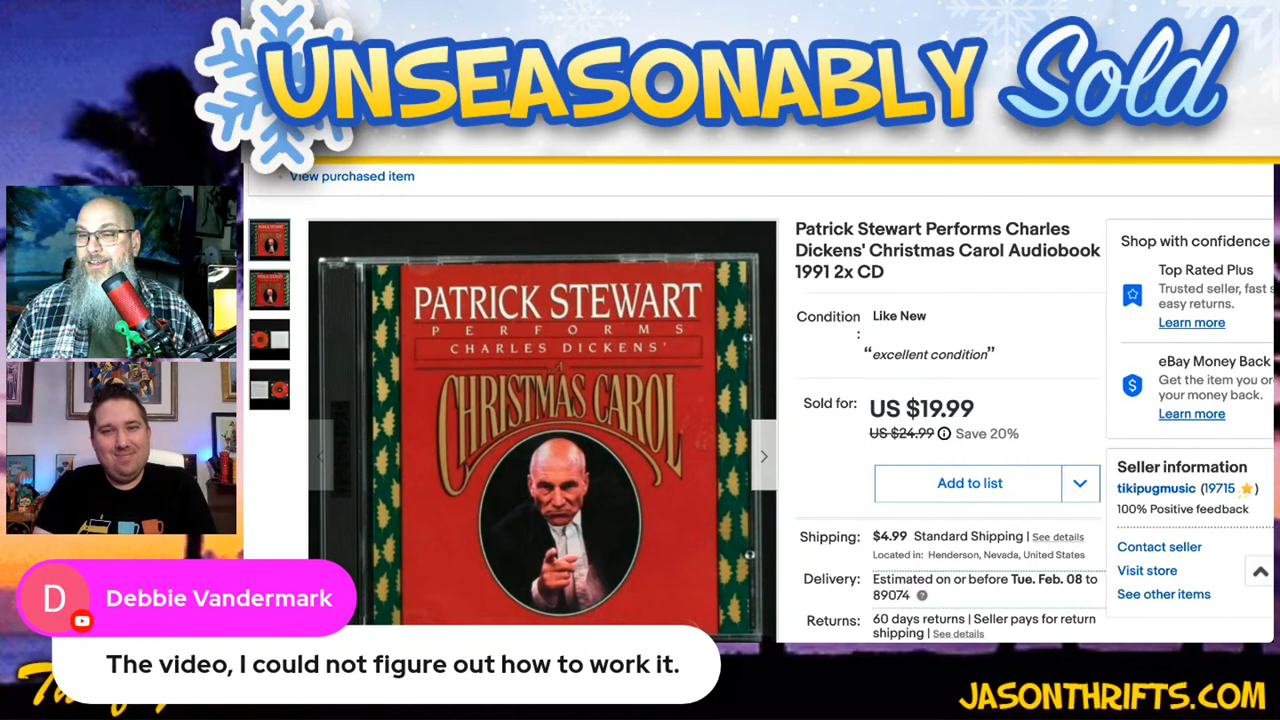 UNSEASONABLY Sold
View purchased item
PATRICK STEWART
PERFORMS
CHARLES DICKENS'
A
CHRISTMAS CAROL
Patrick Stewart Performs Charles
Dickens' Christmas Carol Audiobook
1991 2x CD
Condition
:
Like New
“excellent condition”
Sold for:
US $19.99
US $24.99 Save 20%
Add to list
Shipping:
$4.99 Standard Shipping | See details
Located in: Henderson, Nevada, United States
Delivery:
Estimated on or before Tue. Feb. 08 to
89074
Returns:
60 days returns | Seller pays for return
shipping | See details
Shop with confidence
Top Rated Plus
Trusted seller, fast s
easy returns.
Learn more
eBay Money Back
Get the item you or
your money back.
Learn more
Seller information
tikipugmusic (19715)
100% Positive feedback
Contact seller
Visit store
See other items
D
Debbie Vandermark
The video, I could not figure out how to work it.
JASONTHRIFTS.COM